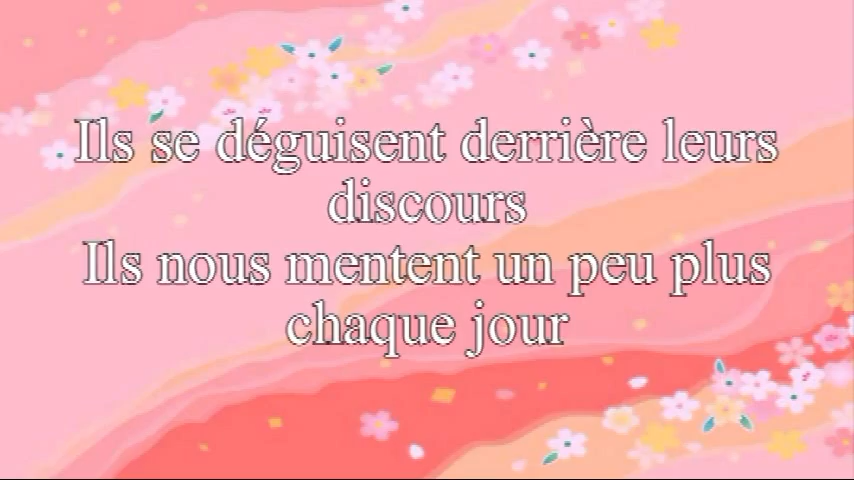 Ils se déguisent derrière leurs
discours
Ils nous mentent un peu plus
chaque jour